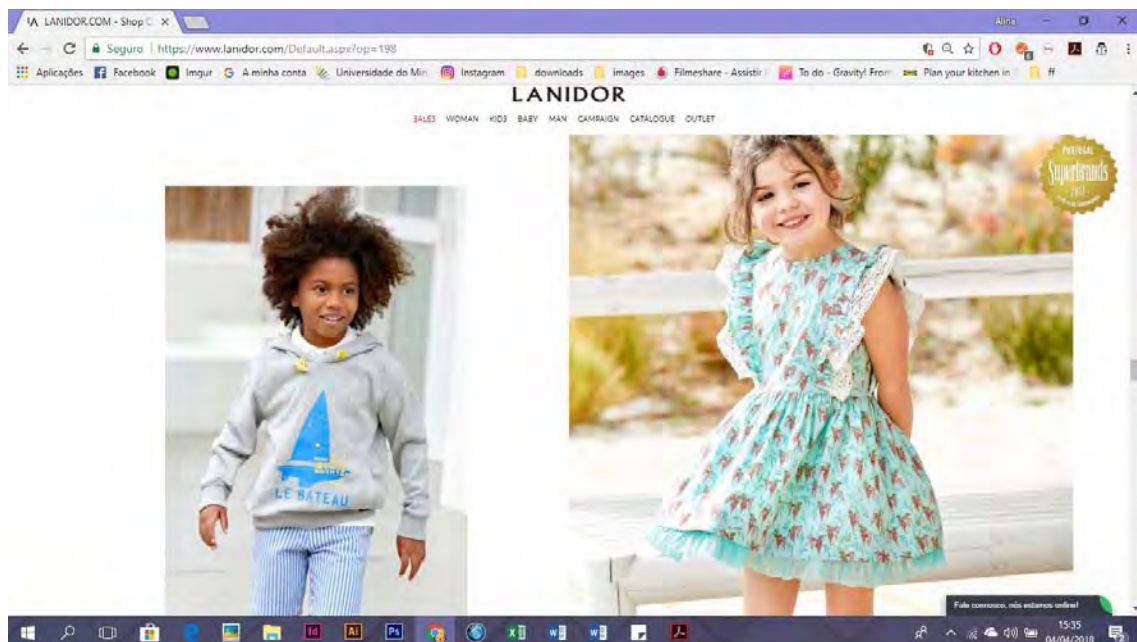 LANIDOR.COM - Shop
Alina
Seguro https://www.lanidor.com/Default.aspx?op=198
Aplicações Facebook Imgur A minha conta Universidade do Min Instagram downloads images Filmeshare - Assistir To do - Gravity! From Plan your kitchen in ff
LANIDOR
SALES WOMAN KIDS BABY MAN CAMPAIGN CATALOGUE OUTLET
PORTUGAL
Superbrands
2017
LE BATEAU
Fale connosco, nós estamos online!
15:35
04/04/2018